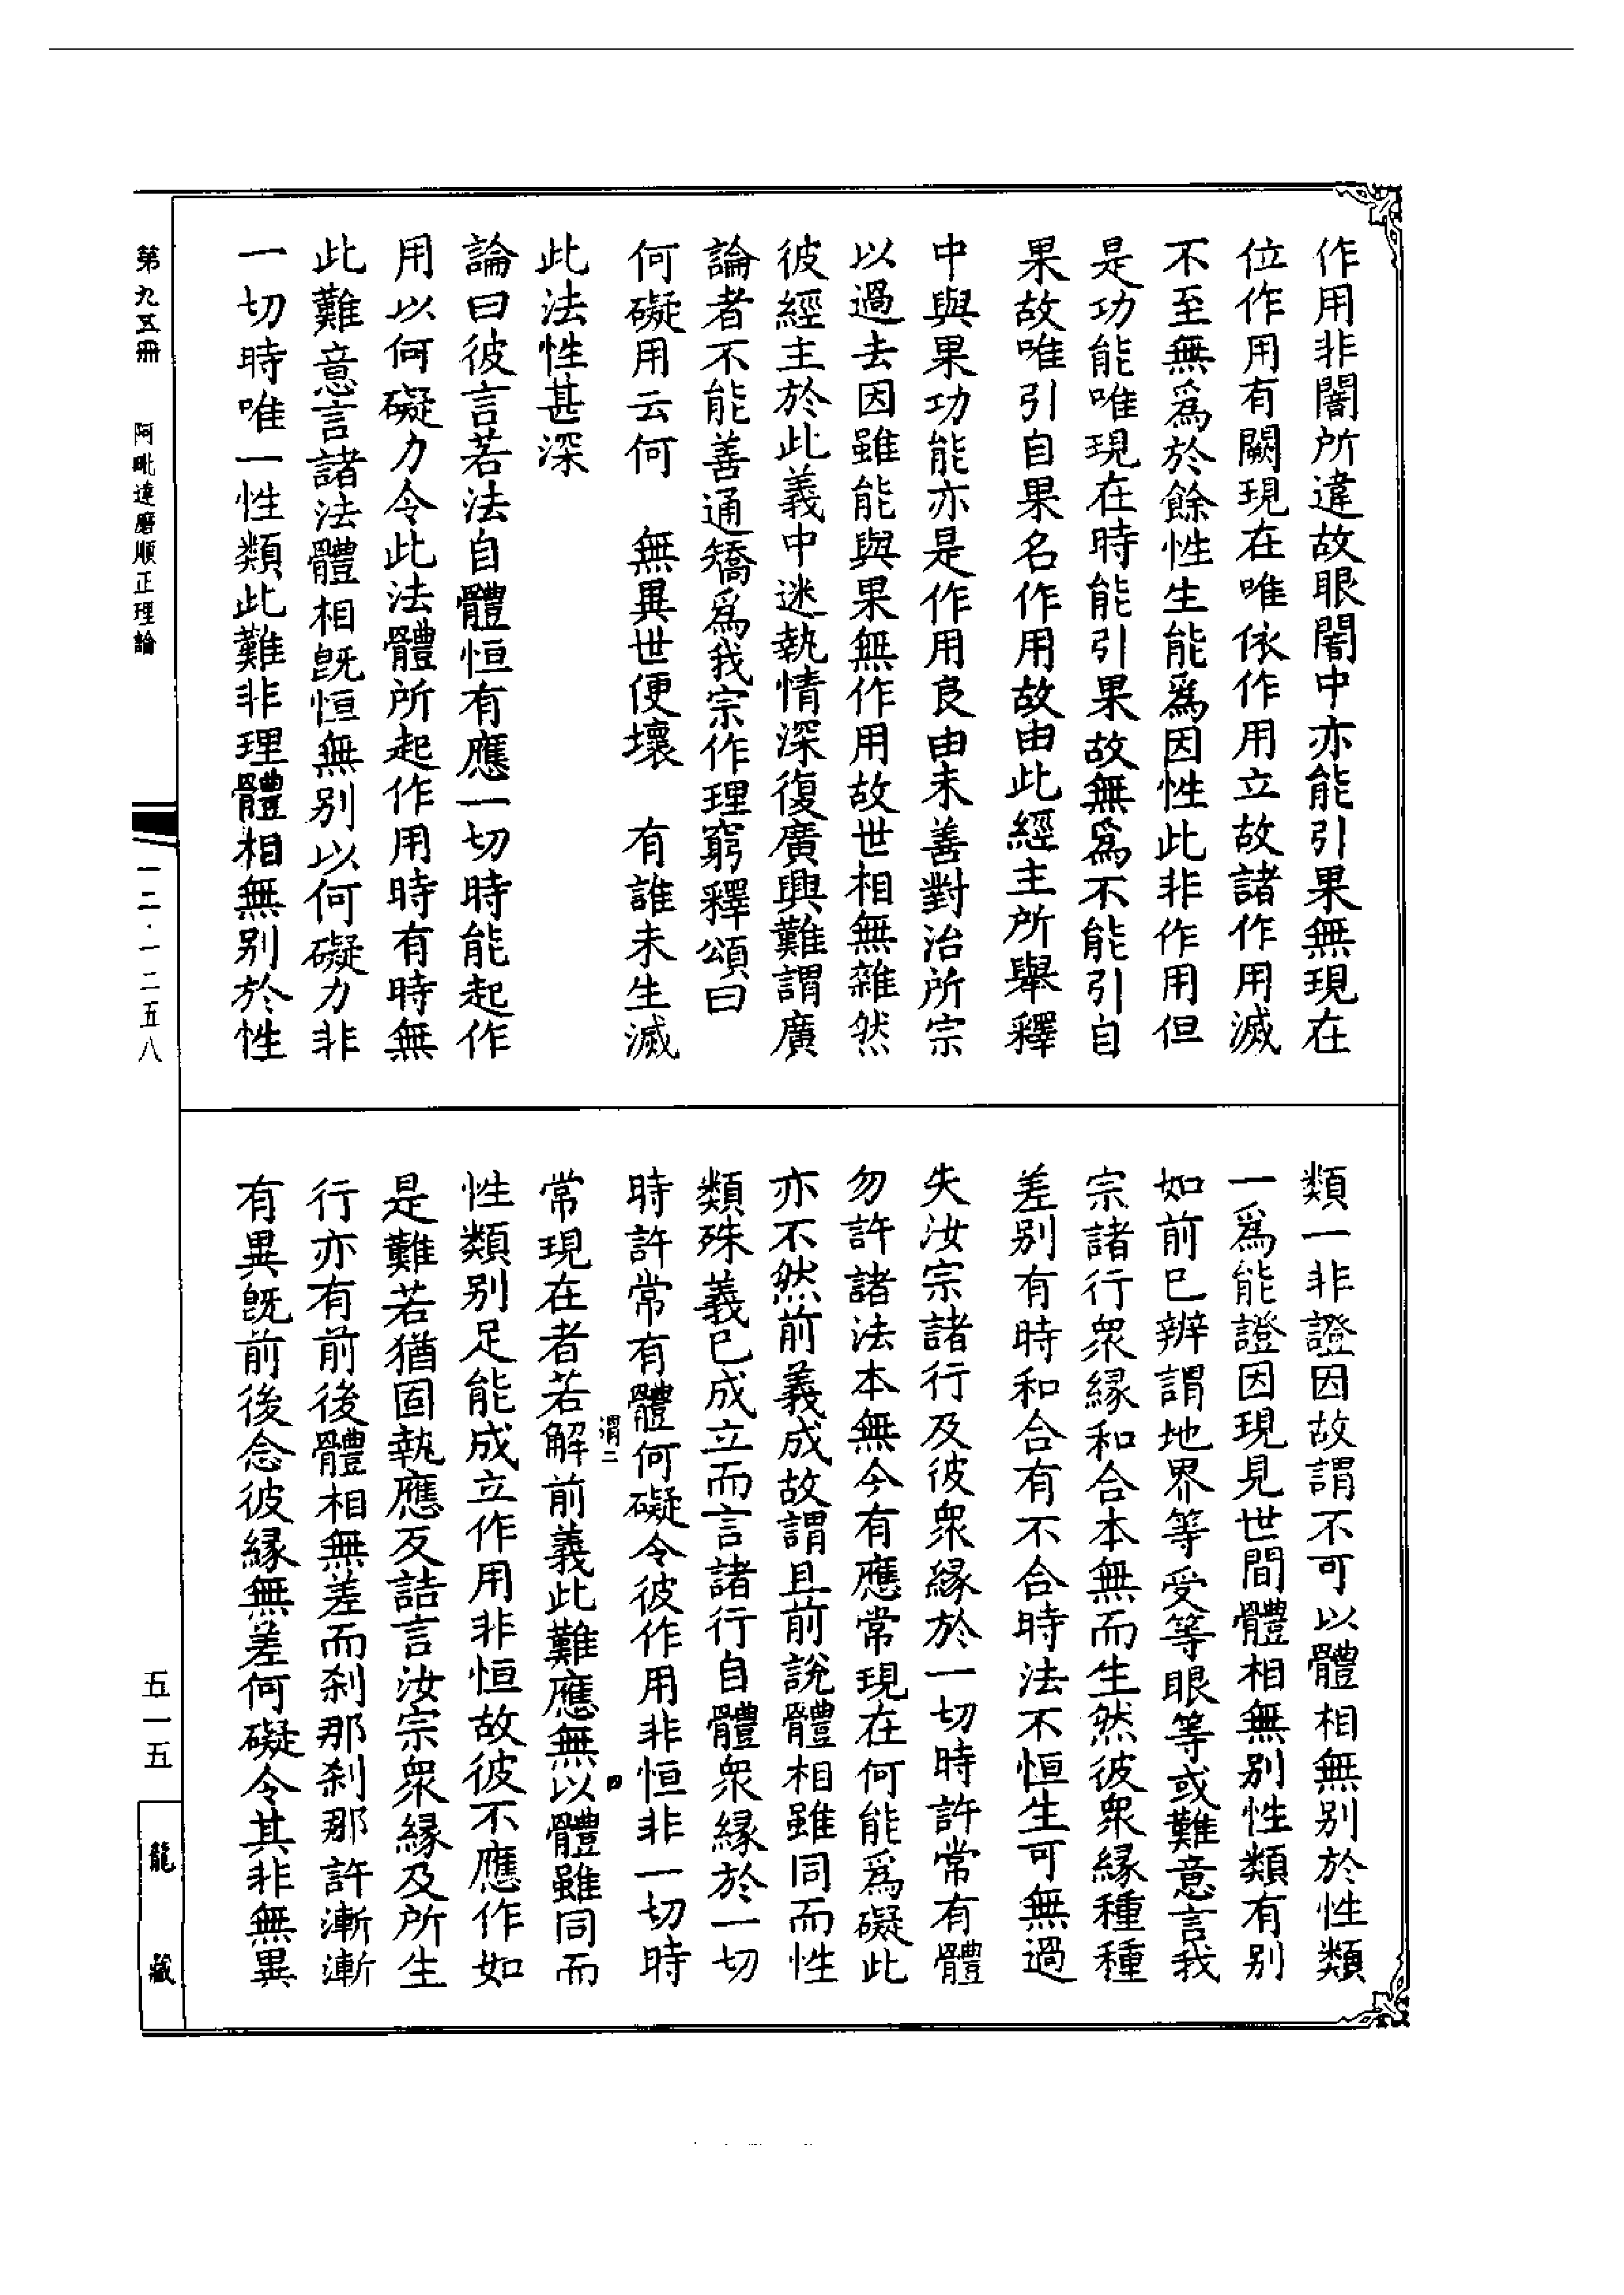 作用非闇所違故眼闇中亦能引果無現在
位作用有闕現在唯依作用立故諸作用滅
不至無爲於餘性生能爲因性此非作用但
是功能唯現在時能引果故無爲不能引自
果故唯引自果名作用故由此經主所舉釋
中與果功能亦是作用良由未善對治所宗
以過去因雖能與果無作用故世相無雜然
彼經主於此義中迷執情深復廣興難謂廣
論者不能善通矯爲我宗作理窮釋頌曰
何礙用云何　無異世便壞　有誰未生滅
此法性甚深
論曰彼言若法自體恒有應一切時能起作
用以何礙力令此法體所起作用時有時無
此難意言諸法體相既恒無別以何礙力非
一切時唯一性類此難非理體相無別於性
類一非證因故謂不可以體相無別於性類
一爲能證因現見世間體相無別性類有別
如前已辨謂地界等受等眼等或難意言我
宗諸行眾緣和合本無而生然彼眾緣種種
差別有時和合有不合時法不恒生可無過
失汝宗諸行及彼眾緣於一切時許常有體
勿許諸法本無今有應常現在何能爲礙此
亦不然前義成故謂且前說體相雖同而性
類殊義已成立而言諸行自體眾緣於一切
時許常有體何礙令彼作用非恒非一切時
常現在者若解前義此難應無以體雖同而
性類別足能成立作用非恒故彼不應作如
是難若猶固執應反詰言汝宗眾緣及所生
行亦有前後體相無差而刹那刹那許漸漸
有異既前後念彼緣無差何礙令其非無異
謂二
四
第九五冊
阿毗達磨順正理論
一二·一二五八
五一五
龍藏